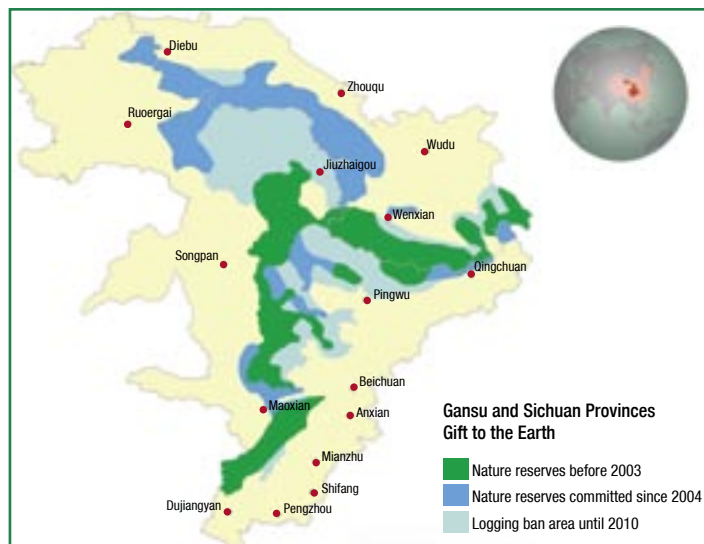 Diebu
Zhouqu
Ruoergai
Wudu
Jiuzhaigou
Wenxian
Songpan
Qingchuan
Pingwu
Beichuan
Maoxian
Anxian
Mianzhu
Shifang
Dujiangyan
Pengzhou
Gansu and Sichuan Provinces
Gift to the Earth
Nature reserves before 2003
Nature reserves committed since 2004
Logging ban area until 2010